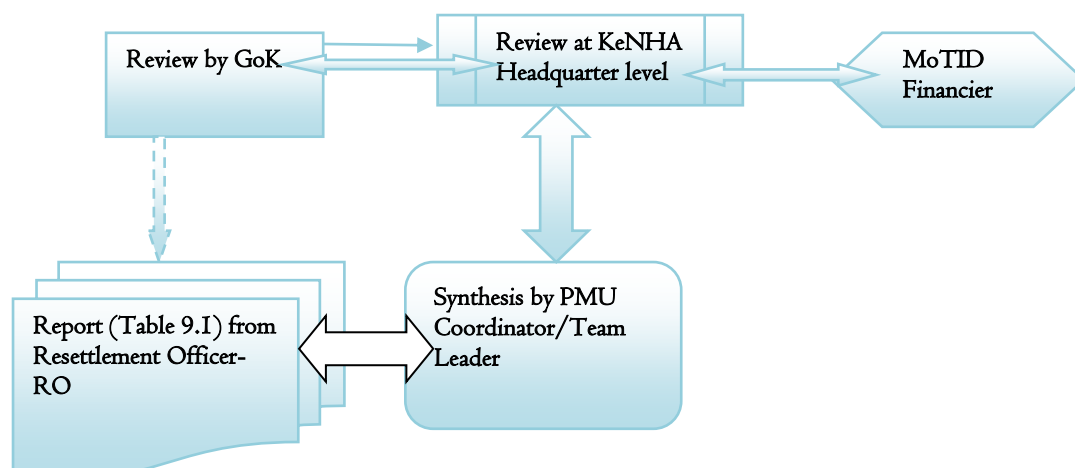 Review by GoK
Review at KeNHA
Headquarter level
MoTID
Financier
Report (Table 9.1) from
Resettlement Officer-
RO
Synthesis by PMU
Coordinator/Team
Leader